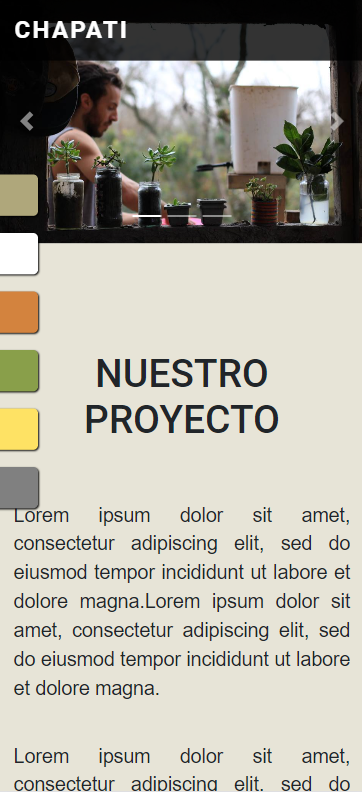 CHAPATI
NUESTRO
PROYECTO
Lorem ipsum dolor sit amet,
consectetur adipiscing elit, sed do
eiusmod tempor incididunt ut labore et
dolore magna.Lorem ipsum dolor sit
amet, consectetur adipiscing elit, sed
do eiusmod tempor incididunt ut labore
et dolore magna.
Lorem ipsum dolor sit amet,
consectetur adipiscing elit, sed do